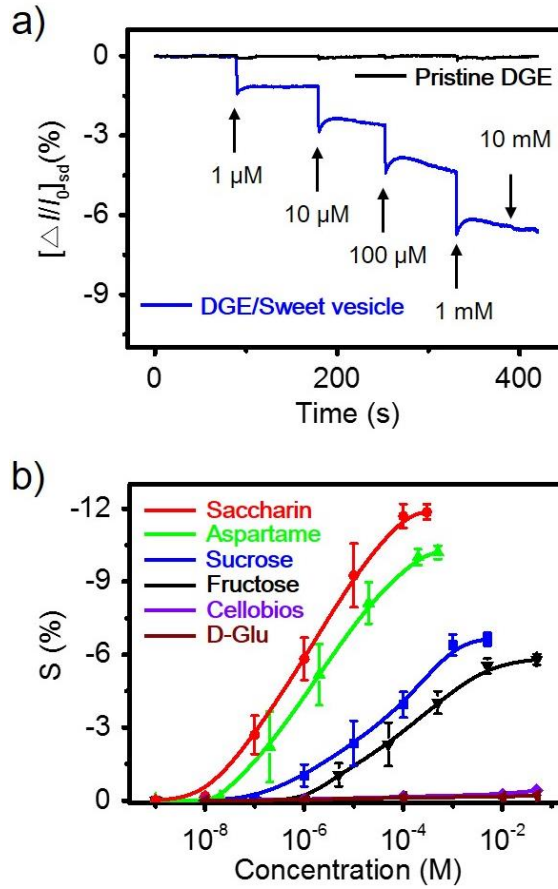 a)
[△ I/I₀]sd(%)
0
-3
-6
-9
Pristine DGE
10 mM
1 µM
10 µM
100 µM
1 mM
DGE/Sweet vesicle
0
200
400
Time (s)
b)
S (%)
-12
-9
-6
-3
0
Saccharin
Aspartame
Sucrose
Fructose
Cellobios
D-Glu
10⁻⁸
10⁻⁶
10⁻⁴
10⁻²
Concentration (M)